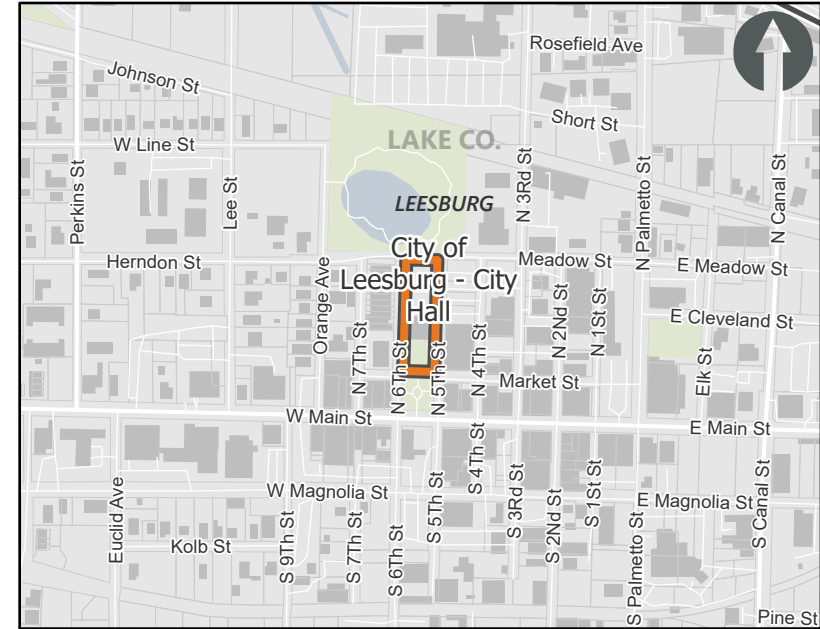 Rosefield Ave
Johnson St
Short St
W Line St
LAKE CO.
Perkins St
Lee St
LEESBURG
N 3Rd St
N Palmetto St
N Canal St
City of
Leesburg - City
Hall
Herndon St
Meadow St
E Meadow St
Orange Ave
N 7Th St
N 6Th St
N 5Th St
N 4Th St
N 2Nd St
N 1St St
E Cleveland St
Elk St
Market St
W Main St
E Main St
S 4Th St
W Magnolia St
E Magnolia St
Euclid Ave
Kolb St
S 9Th St
S 7Th St
S 6Th St
S 5Th St
S 3Rd St
S 2Nd St
S 1St St
S Palmetto St
S Canal St
Pine St